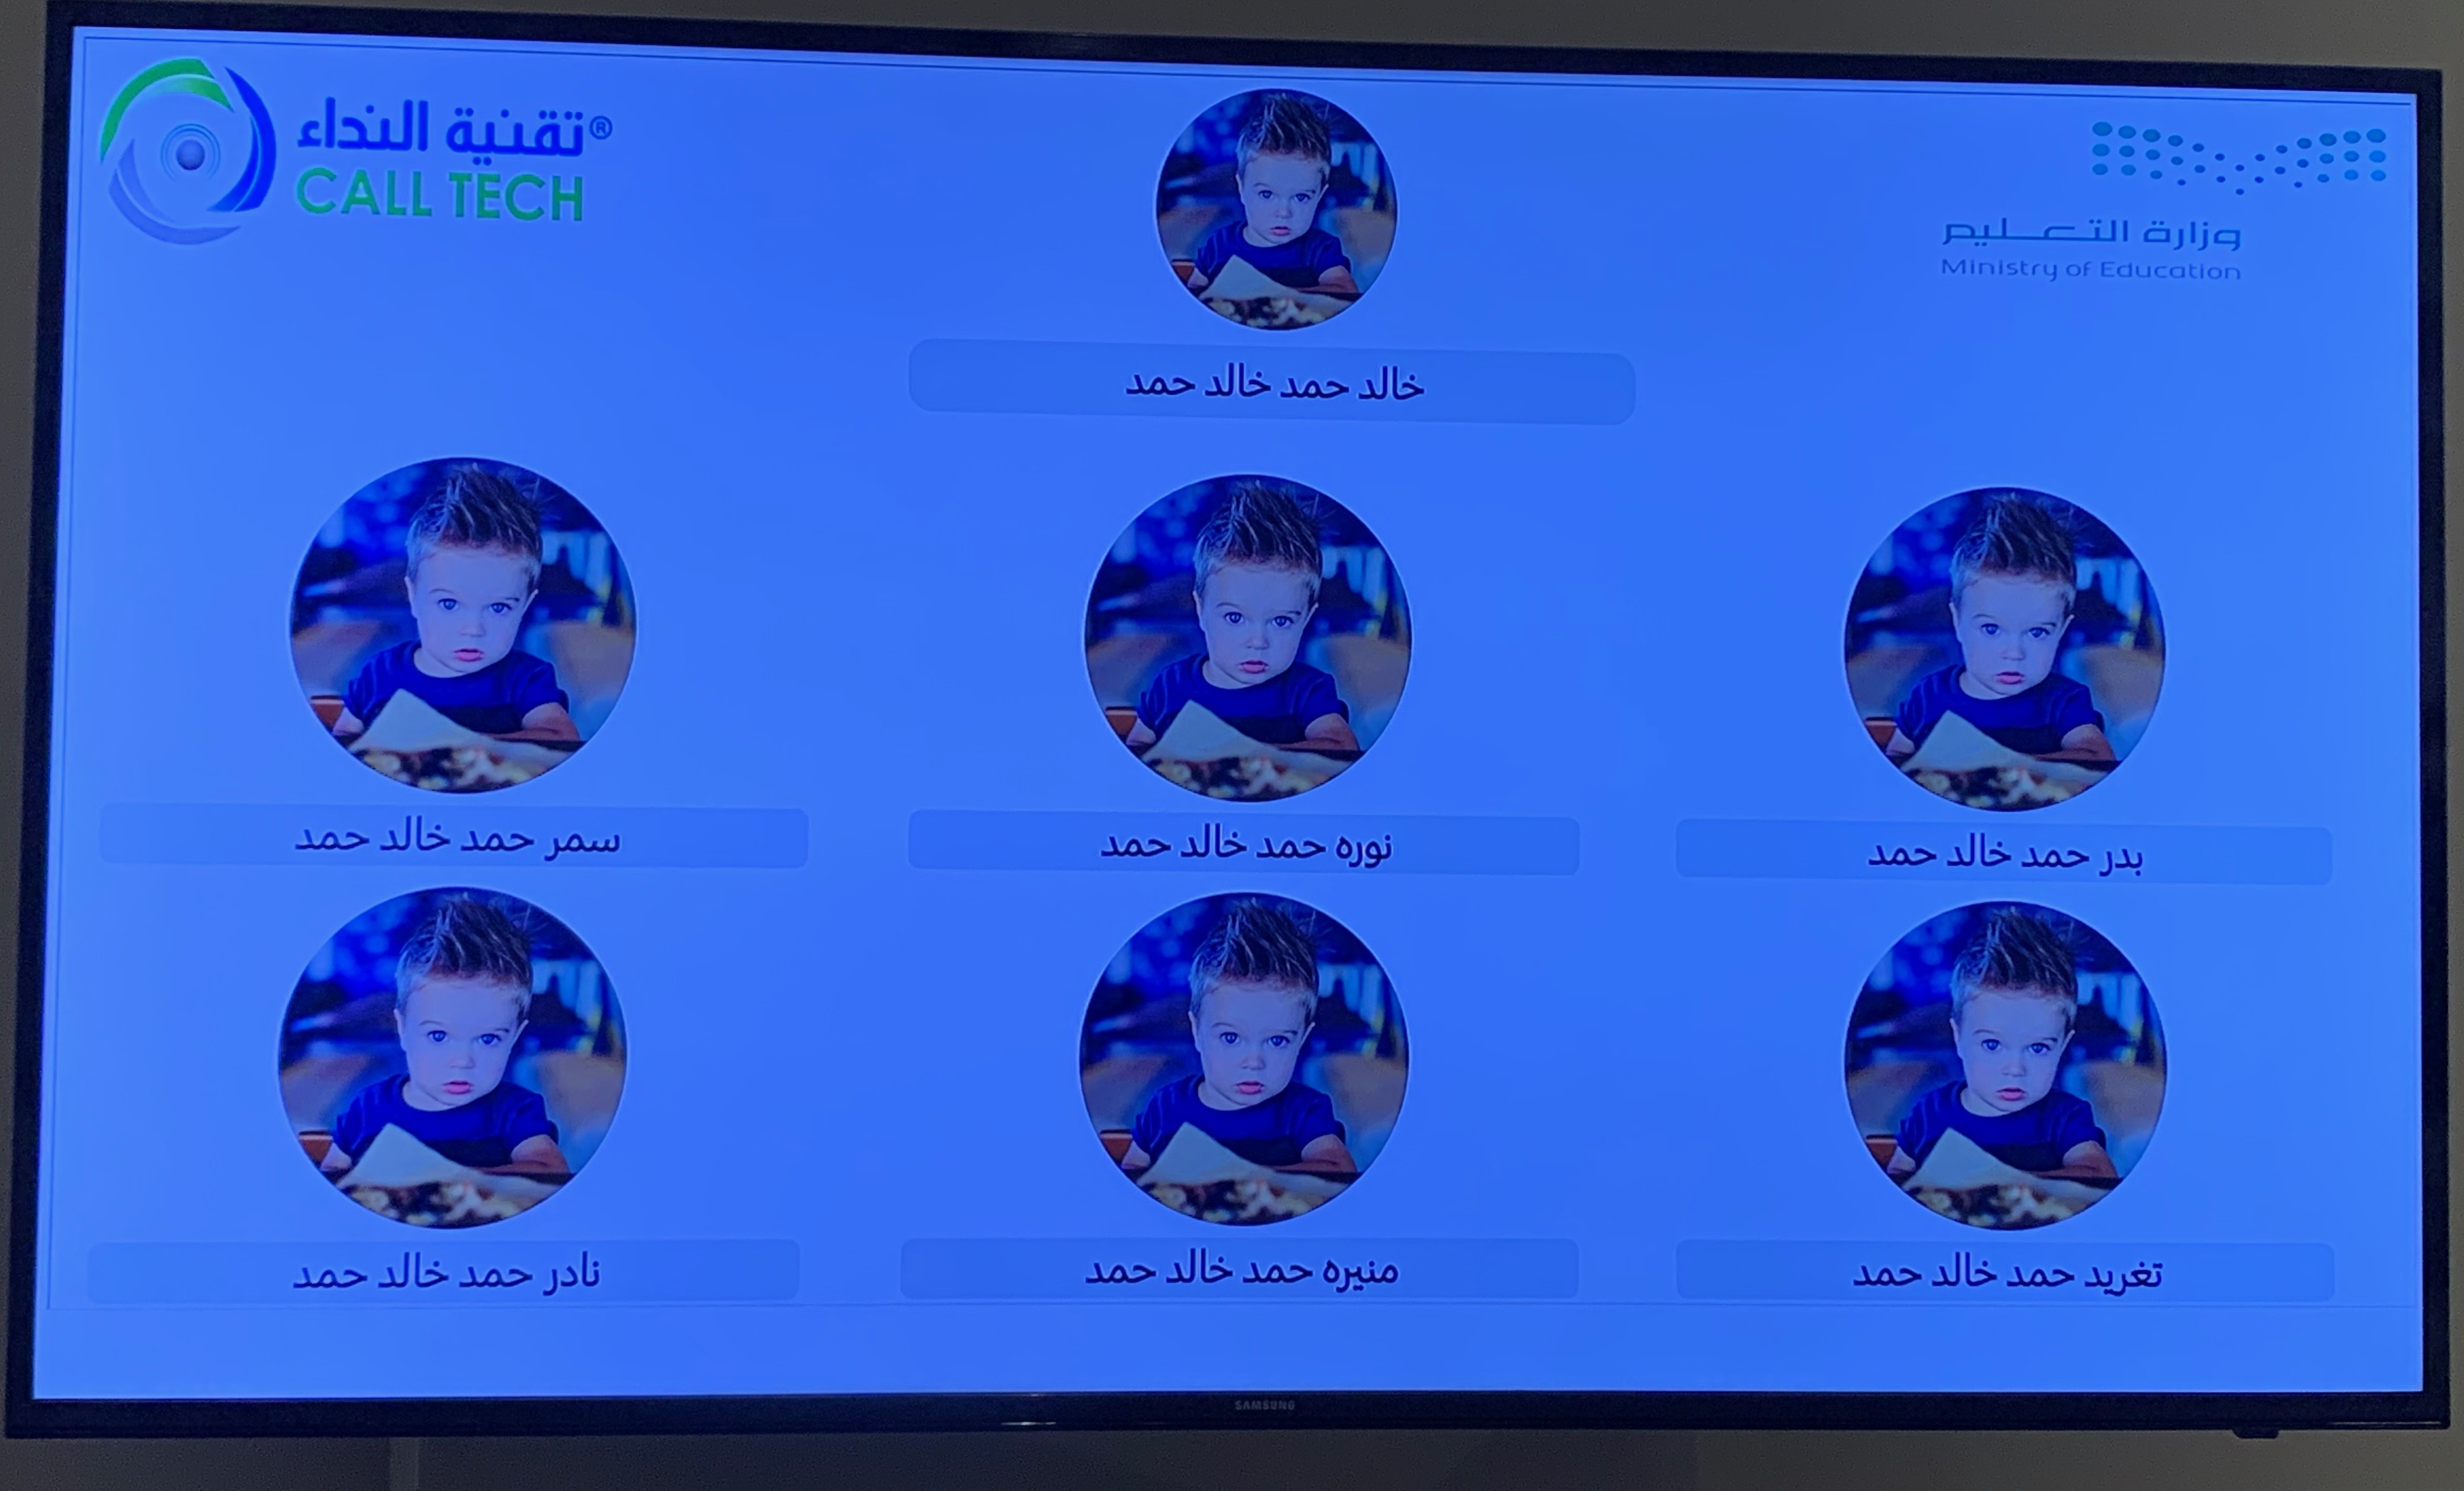 تقنية النداء®
CALL TECH
وزارة التعليم
Ministry of Education
خالد حمد خالد حمد
بدر حمد خالد حمد
نوره حمد خالد حمد
سمر حمد خالد حمد
تغريد حمد خالد حمد
منيره حمد خالد حمد
نادر حمد خالد حمد
SAMSUNG